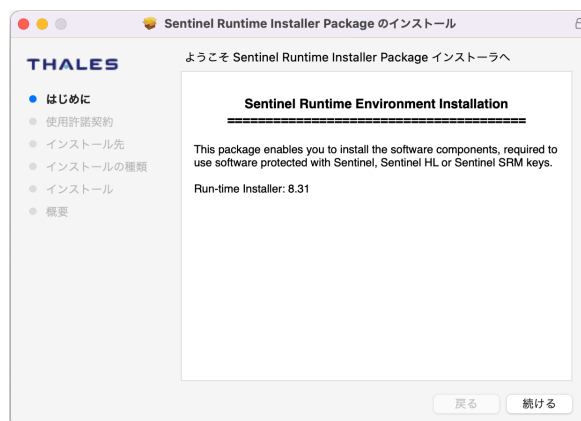 Sentinel Runtime Installer Package のインストール
THALES
ようこそ Sentinel Runtime Installer Package インストーラへ
はじめに
使用許諾契約
インストール先
インストールの種類
インストール
概要
Sentinel Runtime Environment Installation
=======================================
This package enables you to install the software components, required to
use software protected with Sentinel, Sentinel HL or Sentinel SRM keys.
Run-time Installer: 8.31
戻る
続ける